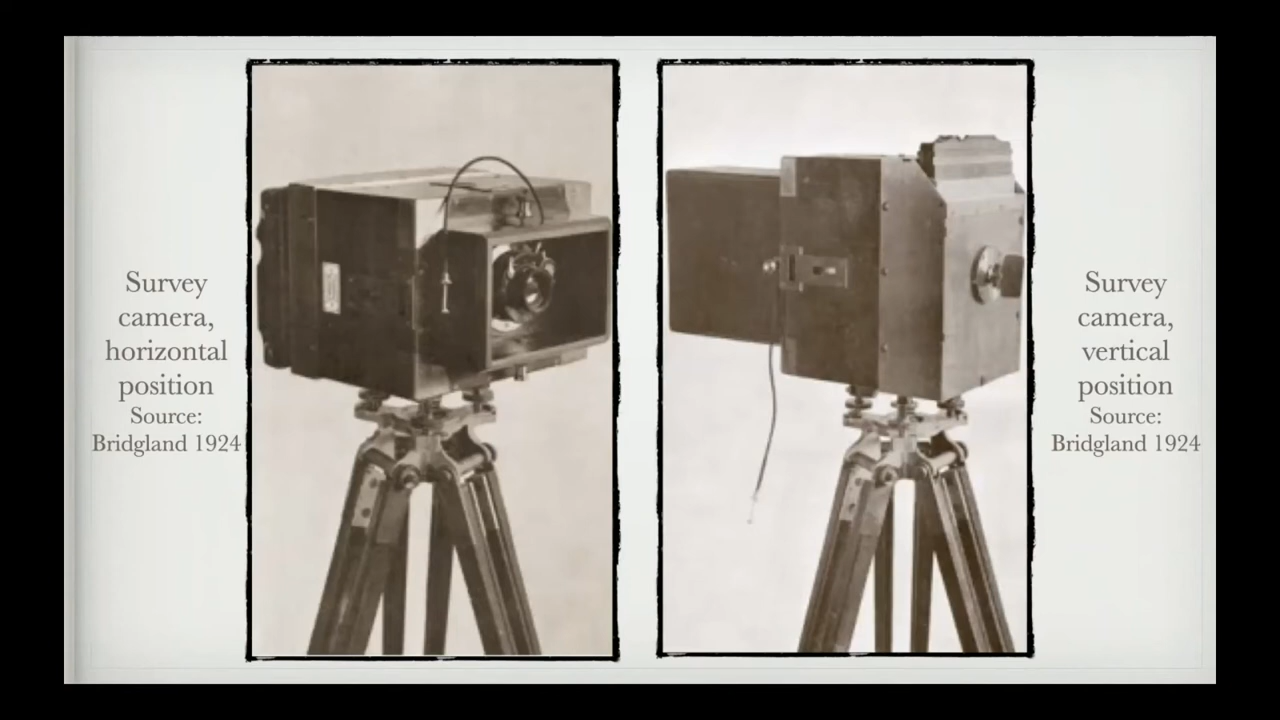 Survey
camera,
horizontal
position
Source:
Bridgland 1924
Survey
camera,
vertical
position
Source:
Bridgland 1924